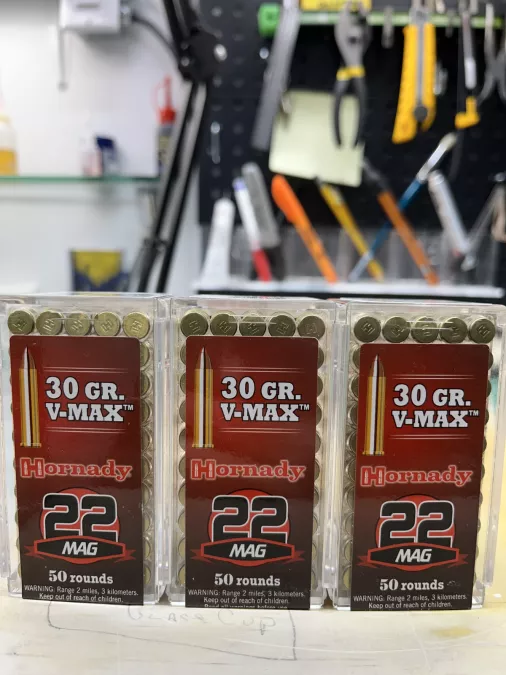 30 GR.
V-MAX™
Hornady
22
MAG
50 rounds
WARNING: Range 2 miles, 3 kilometers.
Keep out of reach of children.
30 GR.
V-MAX™
Hornady
22
MAG
50 rounds
WARNING: Range 2 miles, 3 kilometers.
Keep out of reach of children.
30 GR.
V-MAX™
Hornady
22
MAG
50 rounds
WARNING: Range 2 miles, 3 kilometers.
Keep out of reach of children.
Cup